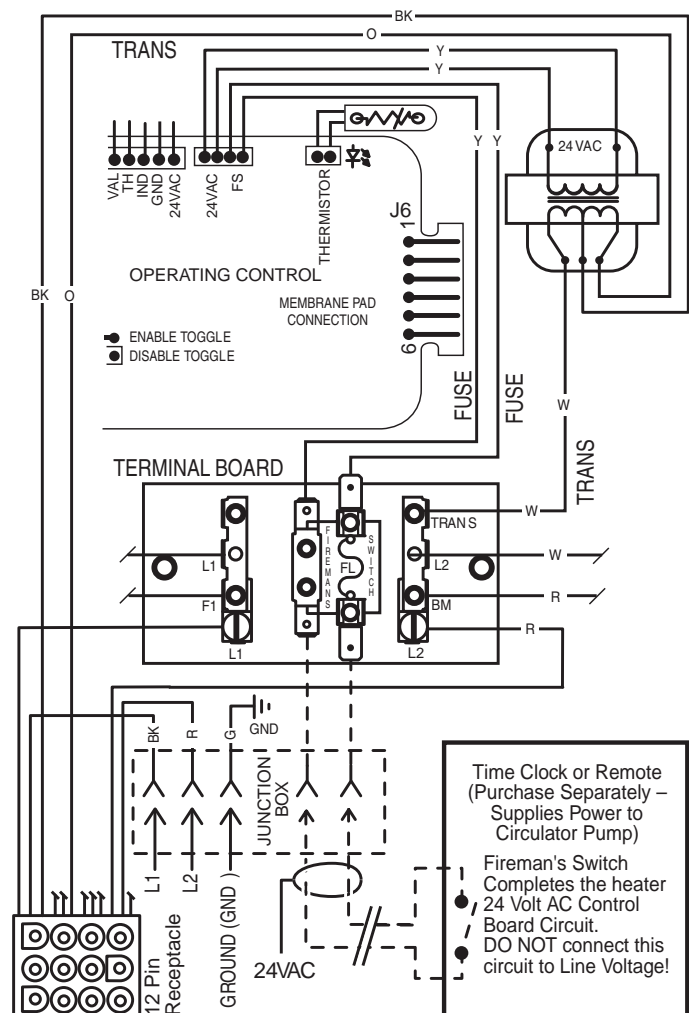 BK
O
TRANS
Y
Y
Y Y
24 VAC
VAL
TH
IND
GND
24VAC
24VAC
FS
THERMISTOR
J6
1
OPERATING CONTROL
MEMBRANE PAD
CONNECTION
BK O
ENABLE TOGGLE
DISABLE TOGGLE
6
FUSE
FUSE
W
TRANS
TERMINAL BOARD
TRANS
W
FIREMANS
SWITCH
L1
FL
L2
W
F1
BM
R
L1
L2
R
BK
R
G
GND
JUNCTION
BOX
L1
L2
GROUND (GND )
24VAC
12 Pin
Receptacle
Time Clock or Remote
(Purchase Separately –
Supplies Power to
Circulator Pump)
Fireman's Switch
Completes the heater
24 Volt AC Control
Board Circuit.
DO NOT connect this
circuit to Line Voltage!